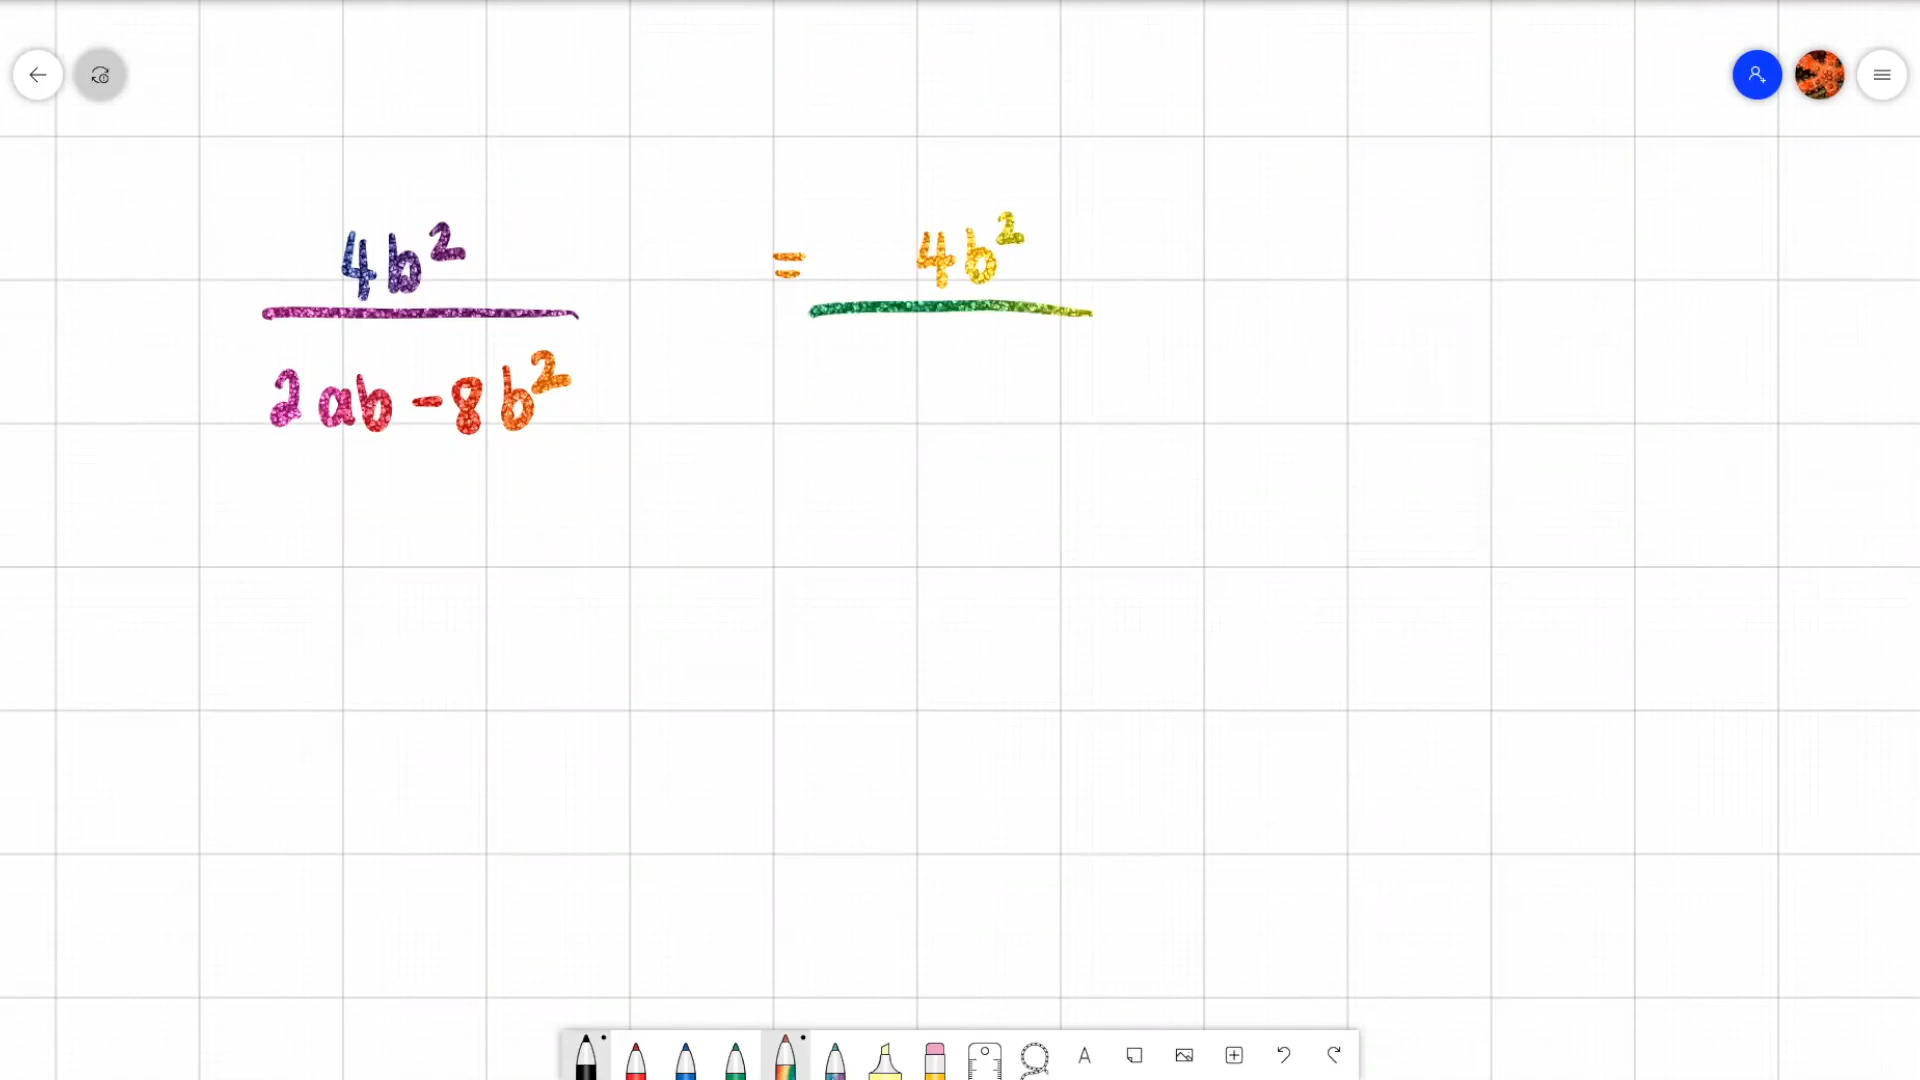 4b² = 4b²
2ab - 8b²
A